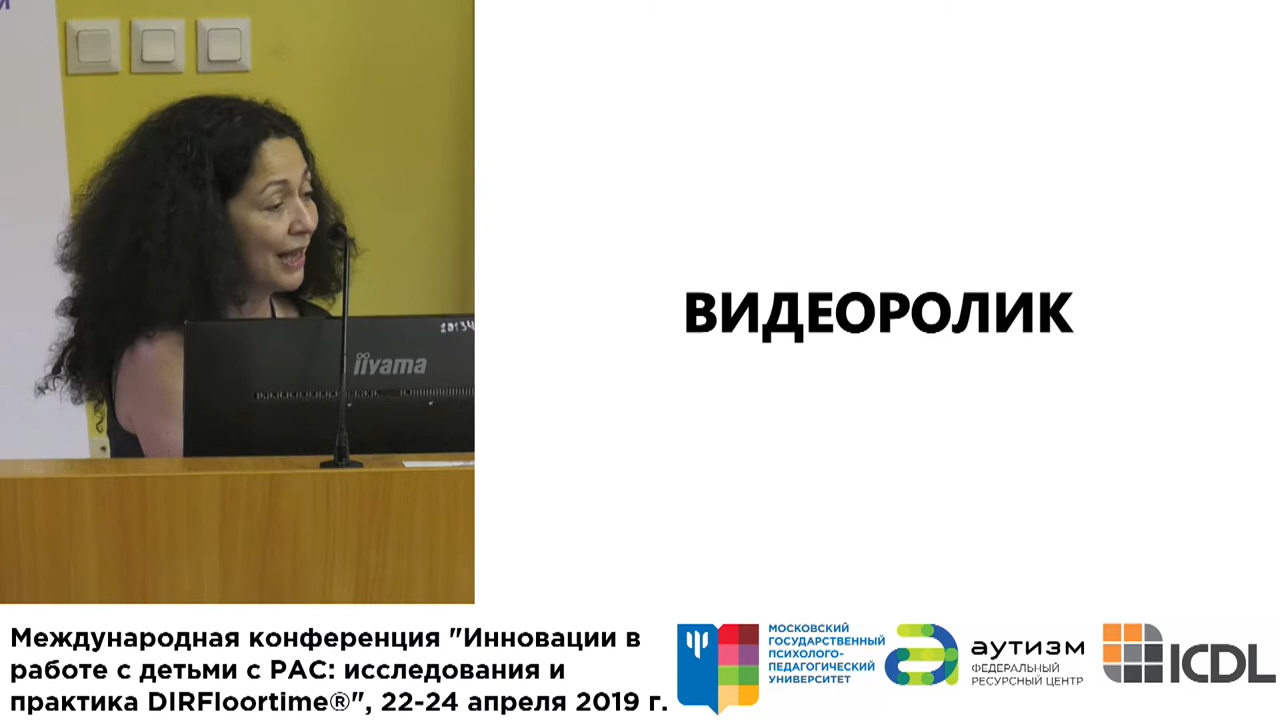 10134
iiyama
ВИДЕОРОЛИК
Международная конференция "Инновации в
работе с детьми с РАС: исследования и
практика DIRFloortime®", 22-24 апреля 2019 г.
МОСКОВСКИЙ
ГОСУДАРСТВЕННЫЙ
ПСИХОЛОГО-
ПЕДАГОГИЧЕСКИЙ
УНИВЕРСИТЕТ
аутизм
ФЕДЕРАЛЬНЫЙ
РЕСУРСНЫЙ ЦЕНТР
ICDL